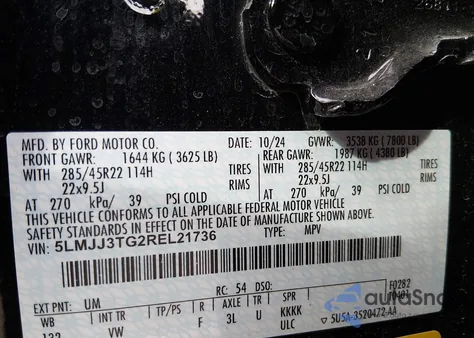 MFD. BY FORD MOTOR CO. DATE: 10/24 GVWR: 3538 KG ( 7800 LB)
FRONT GAWR: 1644 KG ( 3625 LB) REAR GAWR: 1987 KG ( 4380 LB)
WITH 285/45R22 114H TIRES WITH 285/45R22 114H TIRES
22x9.5J RIMS 22x9.5J RIMS
AT 270 kPa/ 39 PSI COLD AT 270 kPa/ 39 PSI COLD
THIS VEHICLE CONFORMS TO ALL APPLICABLE FEDERAL MOTOR VEHICLE
SAFETY STANDARDS IN EFFECT ON THE DATE OF MANUFACTURE SHOWN ABOVE.
VIN: 5LMJJ3TG2REL21736 TYPE: MPV
F0282
EXT PNT: UM RC: 54 DSO:
WB INT TR TP/PS R AXLE TR SPR
VW F 3L U KKKK
ULC 5U5A-3520472-AA